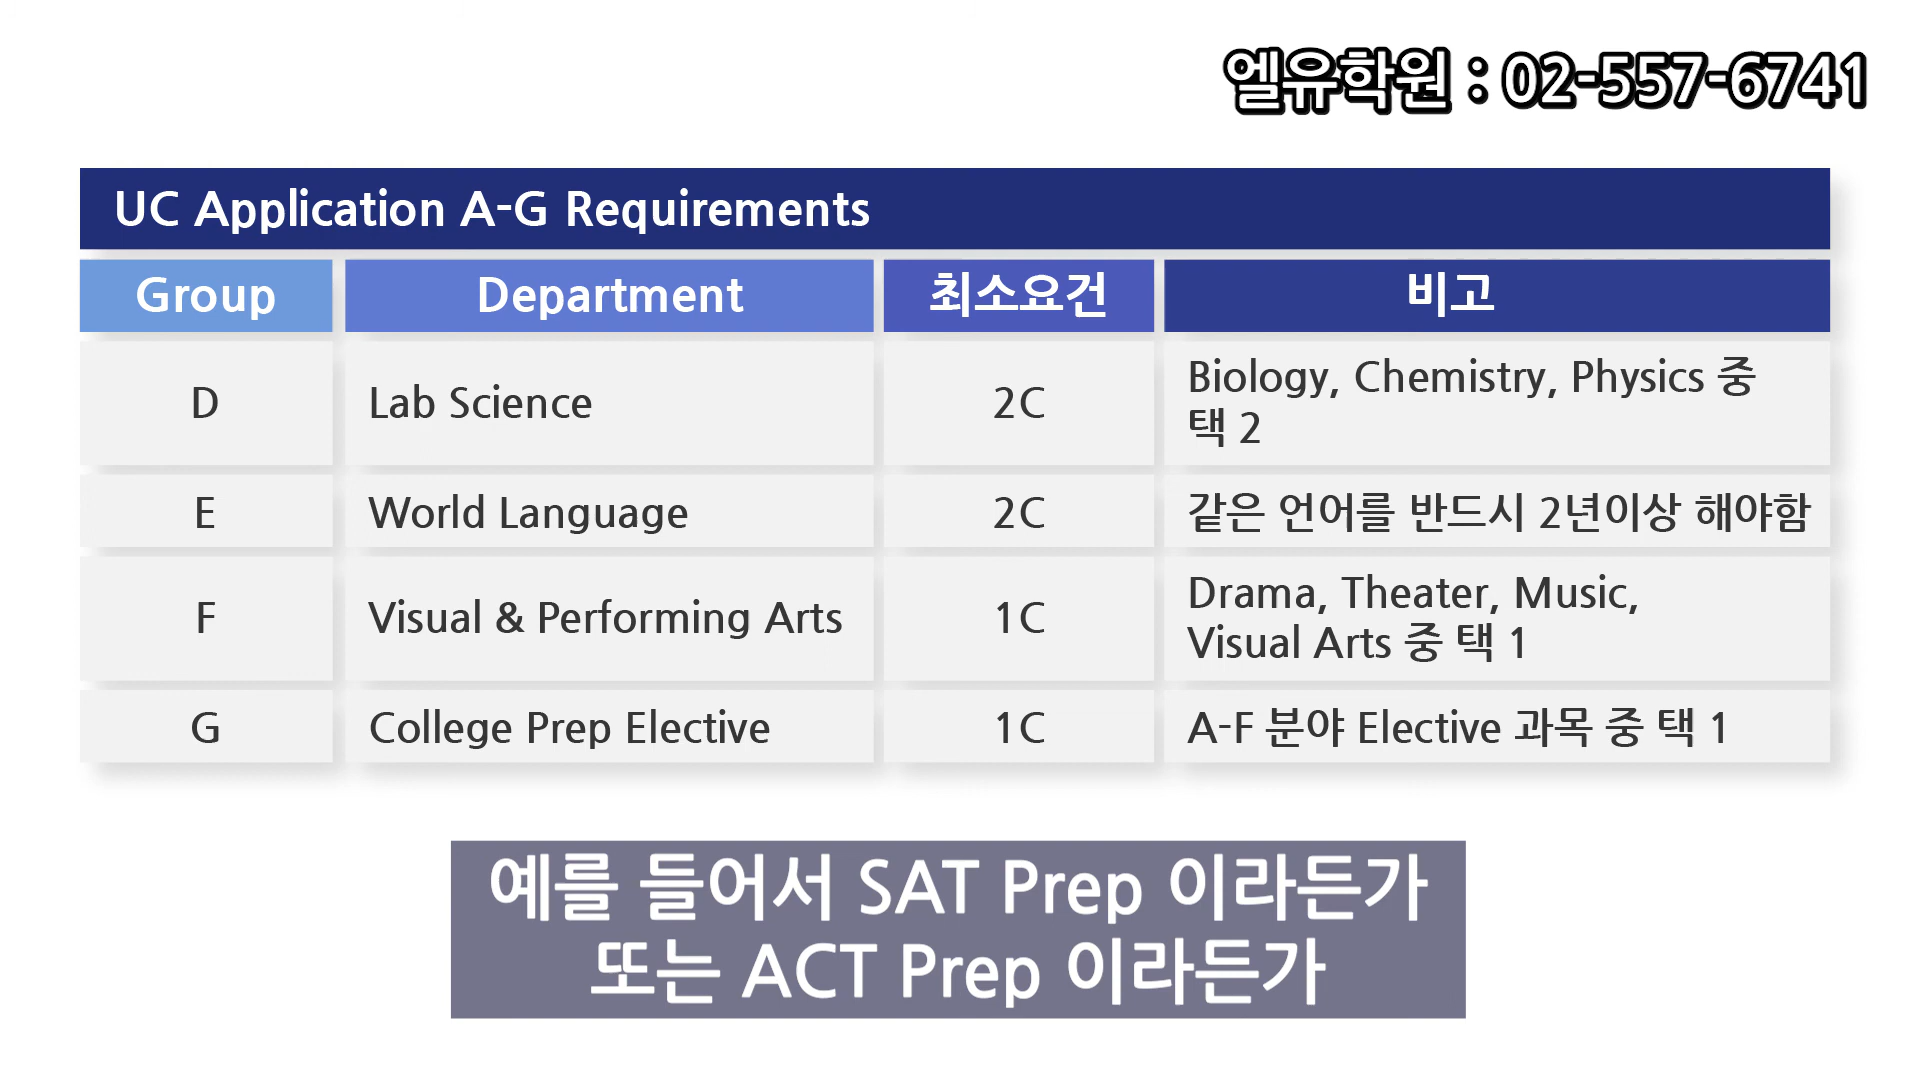 엘유학원 : 02-557-6741
UC Application A-G Requirements
Group Department 최소요건 비고
D Lab Science 2C Biology, Chemistry, Physics 중
택 2
E World Language 2C 같은 언어를 반드시 2년이상 해야함
F Visual & Performing Arts 1C Drama, Theater, Music,
Visual Arts 중 택 1
G College Prep Elective 1C A-F 분야 Elective 과목 중 택 1
예를 들어서 SAT Prep 이라든가
또는 ACT Prep 이라든가